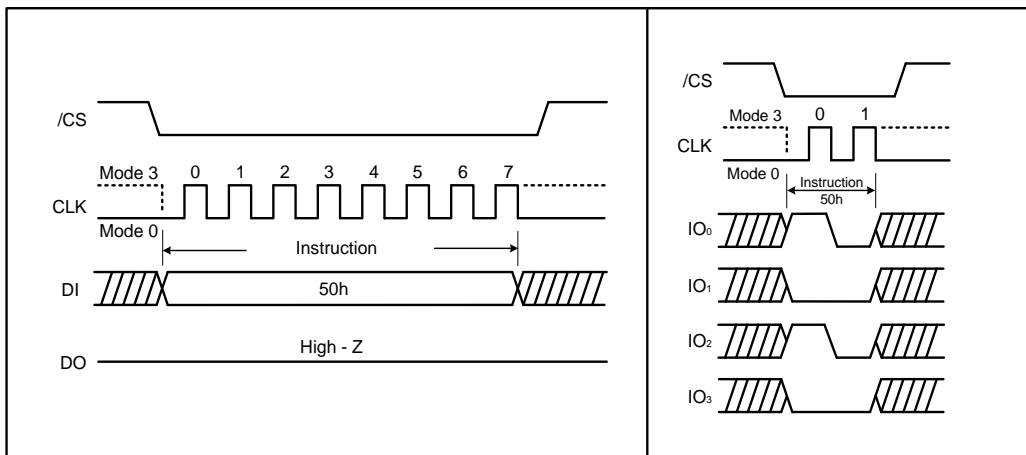 /CS
Mode 3 0 1 2 3 4 5 6 7
CLK
Mode 0
Instruction
DI 50h
High - Z
DO
/CS
Mode 3 0 1
CLK
Mode 0
Instruction
50h
IO₀
IO₁
IO₂
IO₃